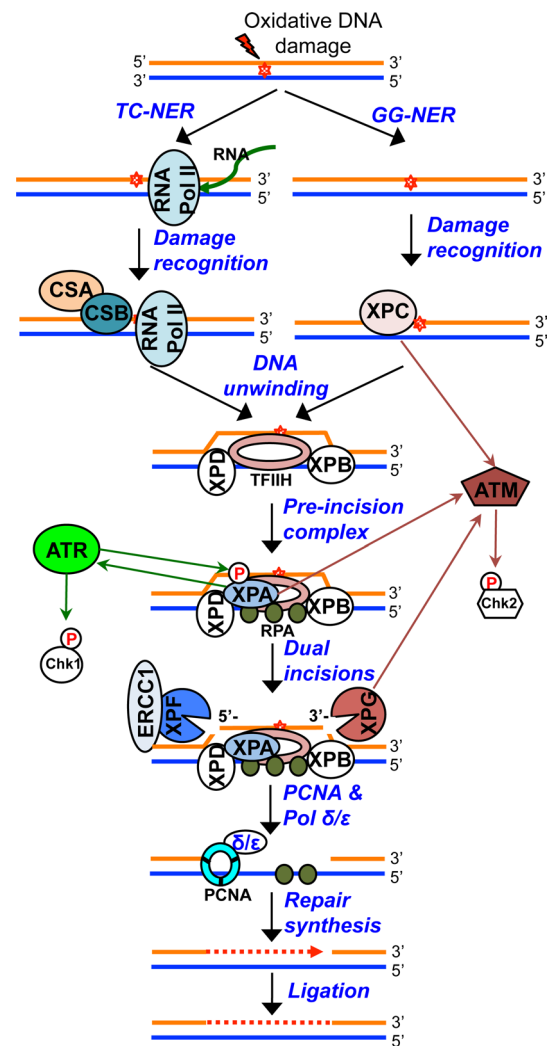 Oxidative DNA
damage
5’ 3’
3’ 5’
TC-NER GG-NER
RNA
RNA
Pol II
3’
5’
3’
5’
Damage
recognition
Damage
recognition
CSA
CSB
RNA
Pol II
3’
5’
XPC
3’
5’
DNA
unwinding
XPD
TFIIH
XPB
3’
5’
ATM
Pre-incision
complex
ATR
P
XPA
XPD
RPA
XPB
3’
5’
P
Chk2
P
Chk1
Dual
incisions
ERCC1
XPF
5’-
3’-
XPG
XPD
XPA
XPB
3’
5’
PCNA &
Pol δ/ε
δ/ε
PCNA
3’
5’
Repair
synthesis
3’
5’
Ligation
3’
5’